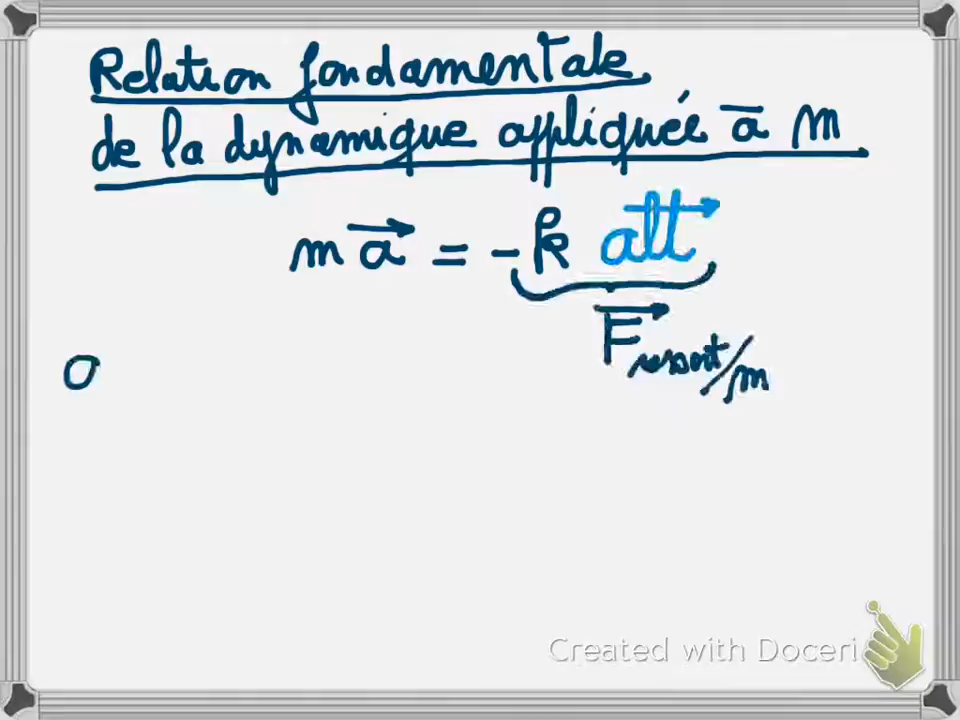 Relation fondamentale
de la dynamique appliquée à m
m a⃗ = -k alt⃗
F⃗ ressort/m
O
Created with Doceri